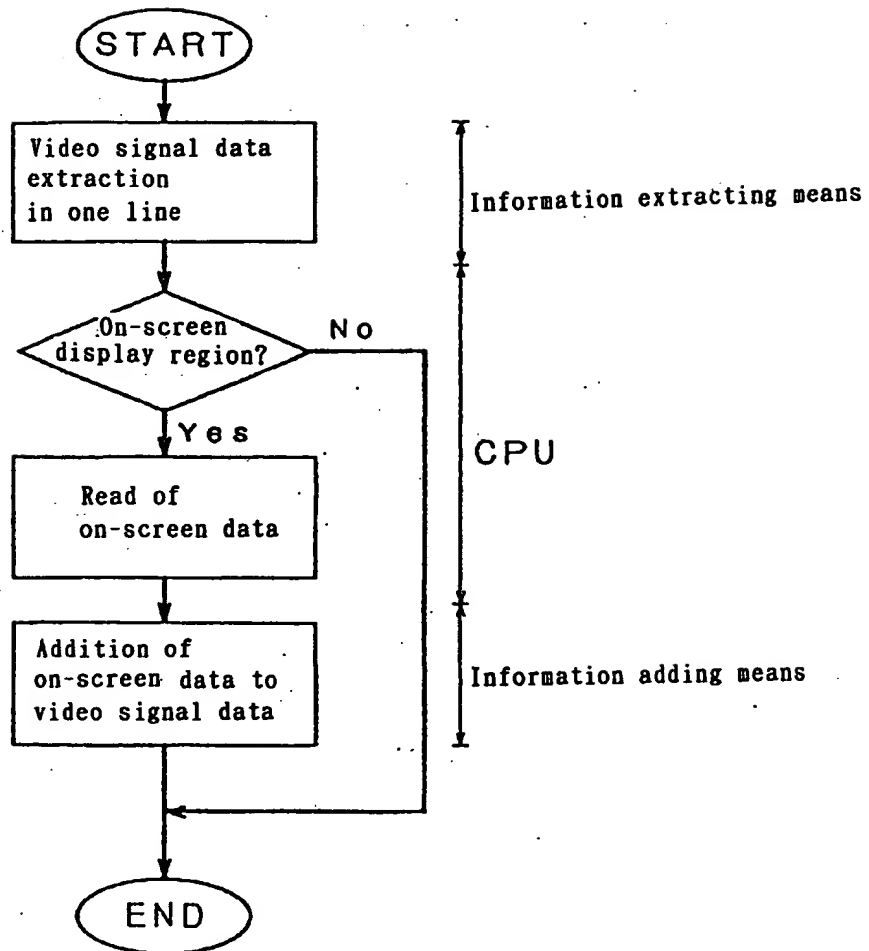 START
Video signal data
extraction
in one line
Information extracting means
On-screen
display region?
No
Yes
CPU
Read of
on-screen data
Addition of
on-screen data to
video signal data
Information adding means
END